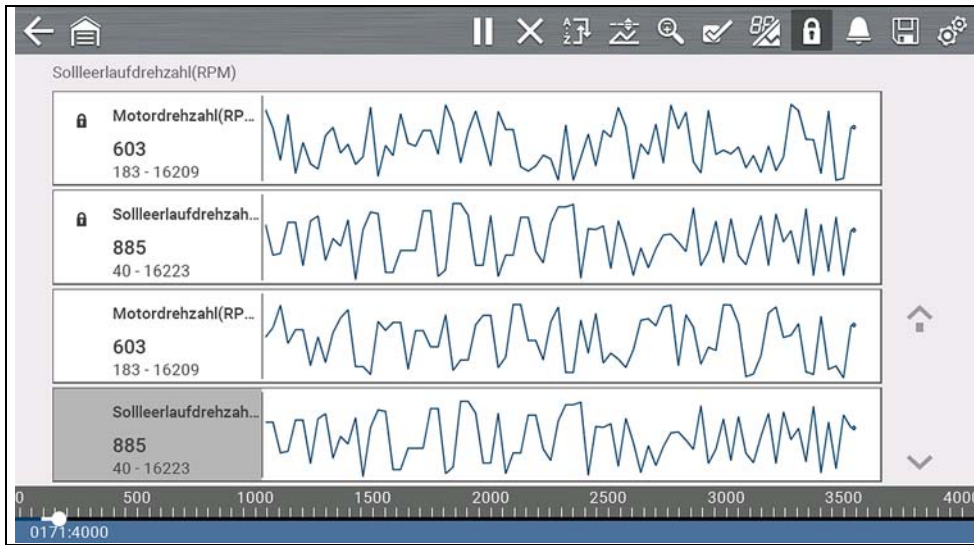 Sollleerlaufdrehzahl(RPM)
Motordrehzahl(RP...
603
183 - 16209
Sollleerlaufdrehzah...
885
40 - 16223
Motordrehzahl(RP...
603
183 - 16209
Sollleerlaufdrehzah...
885
40 - 16223
0 500 1000 1500 2000 2500 3000 3500 4000
0171:4000